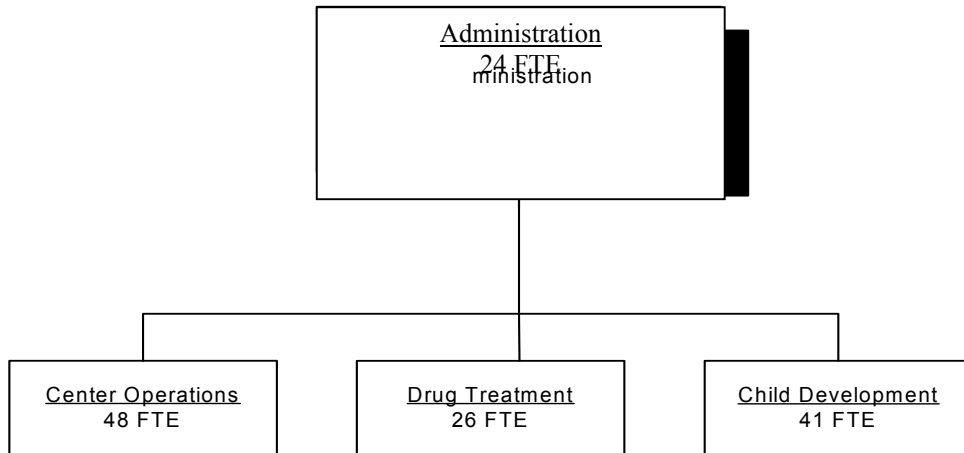 Administration
24 FTE
ministration
Center Operations
48 FTE
Drug Treatment
26 FTE
Child Development
41 FTE